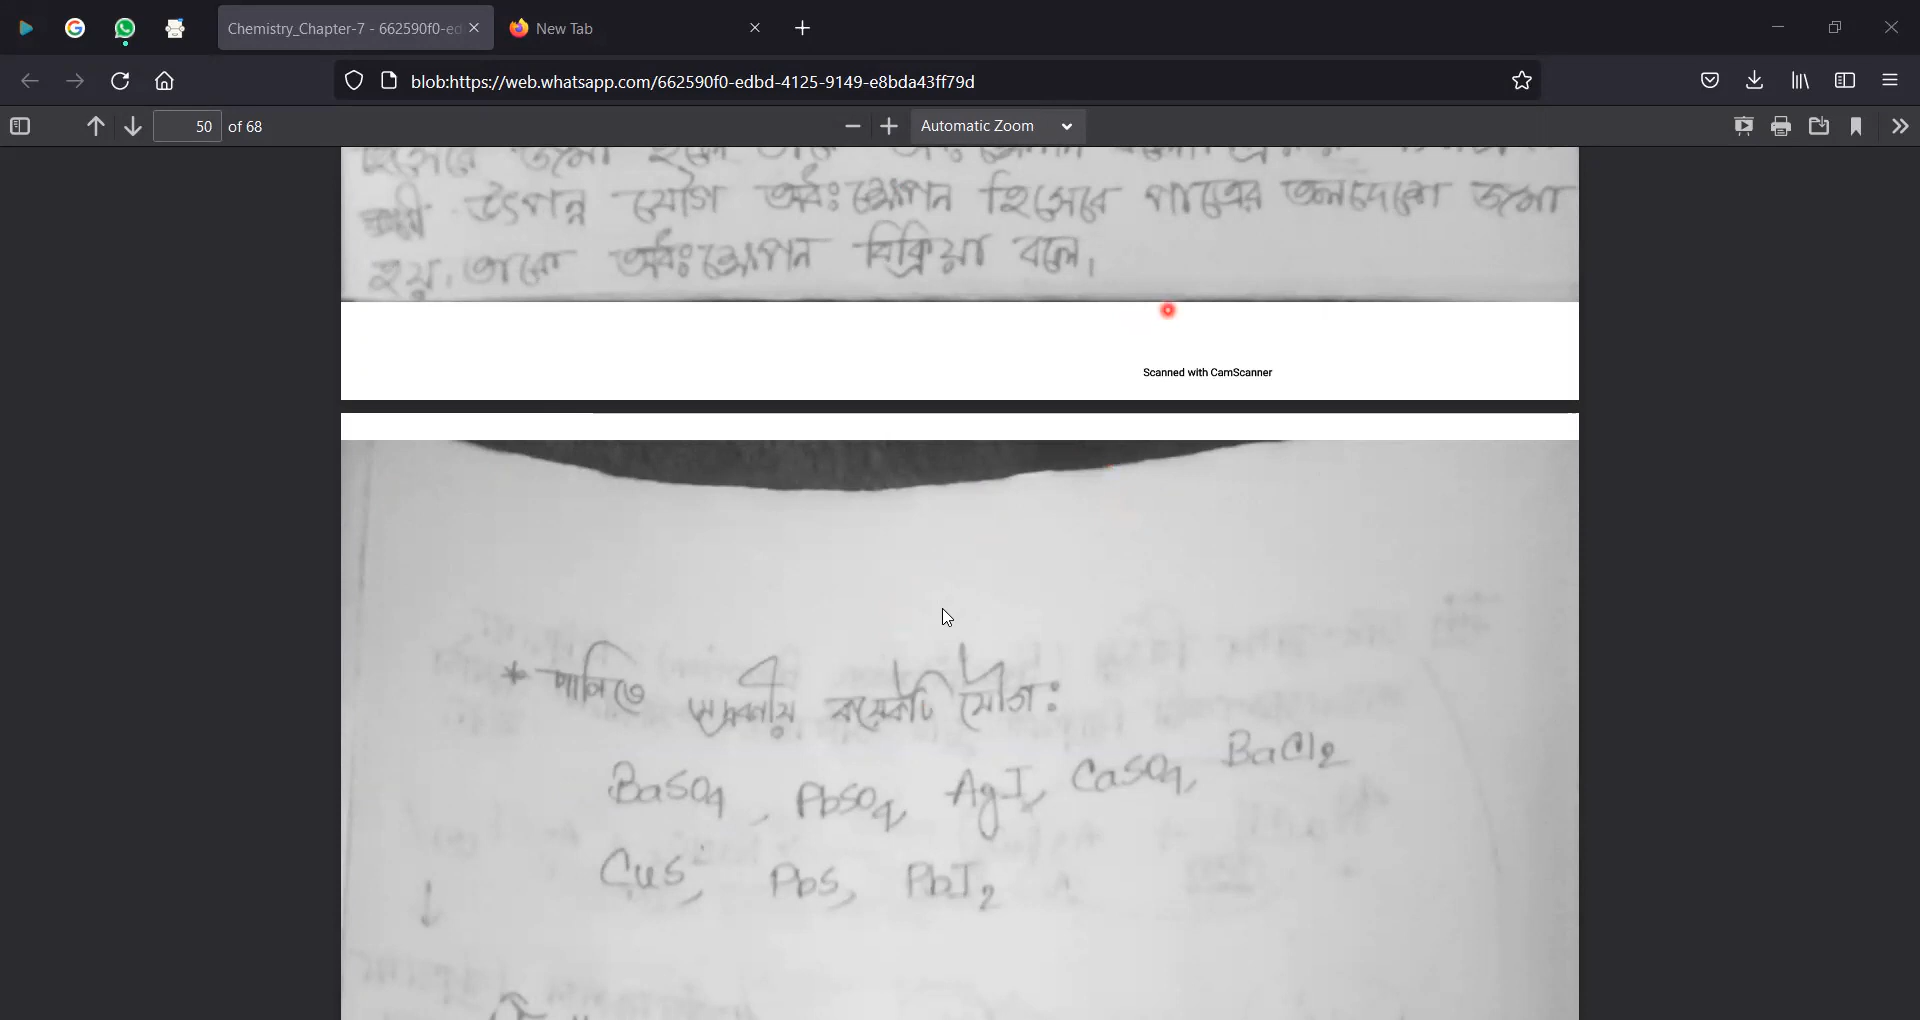 Chemistry_Chapter-7 - 662590f0-ed
New Tab
blob:https://web.whatsapp.com/662590f0-edbd-4125-9149-e8bda43ff79d
50 of 68
Automatic Zoom
উৎপন্ন যৌগ অধঃক্ষেপন হিসেবে পাত্রের তলদেশে জমা
হয়, তাকে অধঃক্ষেপন বিক্রিয়া বলে।
Scanned with CamScanner
* পানিতে অদ্রবণীয় কয়েকটি যৌগ:
BaSO4, PbSO4, AgI, CaSO4, BaCl2
CuS, PbS, PbI2